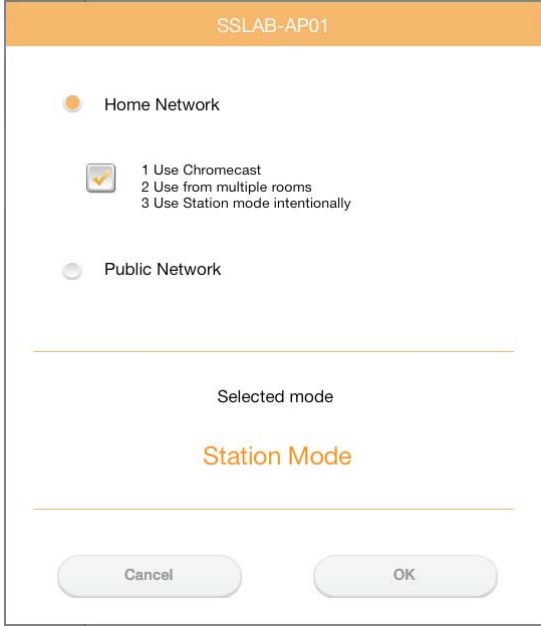 SSLAB-AP01
Home Network
1 Use Chromecast
2 Use from multiple rooms
3 Use Station mode intentionally
Public Network
Selected mode
Station Mode
Cancel OK